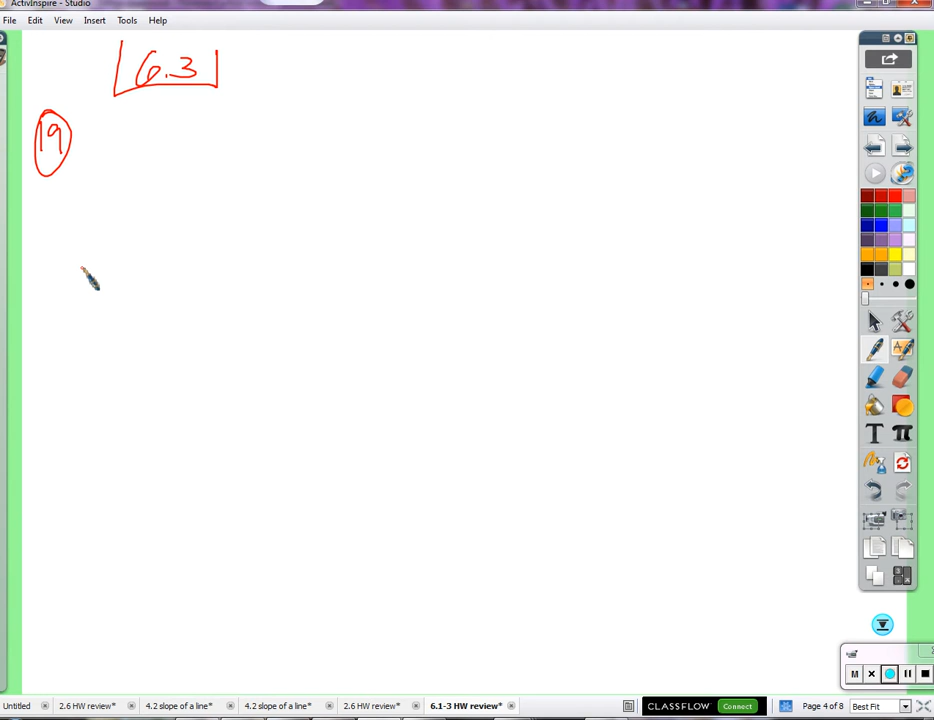 ActivInspire - Studio
File Edit View Insert Tools Help
6.3
19
A
T π
M
Untitled 2.6 HW review* 4.2 slope of a line* 4.2 slope of a line* 2.6 HW review* 6.1-3 HW review* CLASSFLOW Connect Page 4 of 8 Best Fit